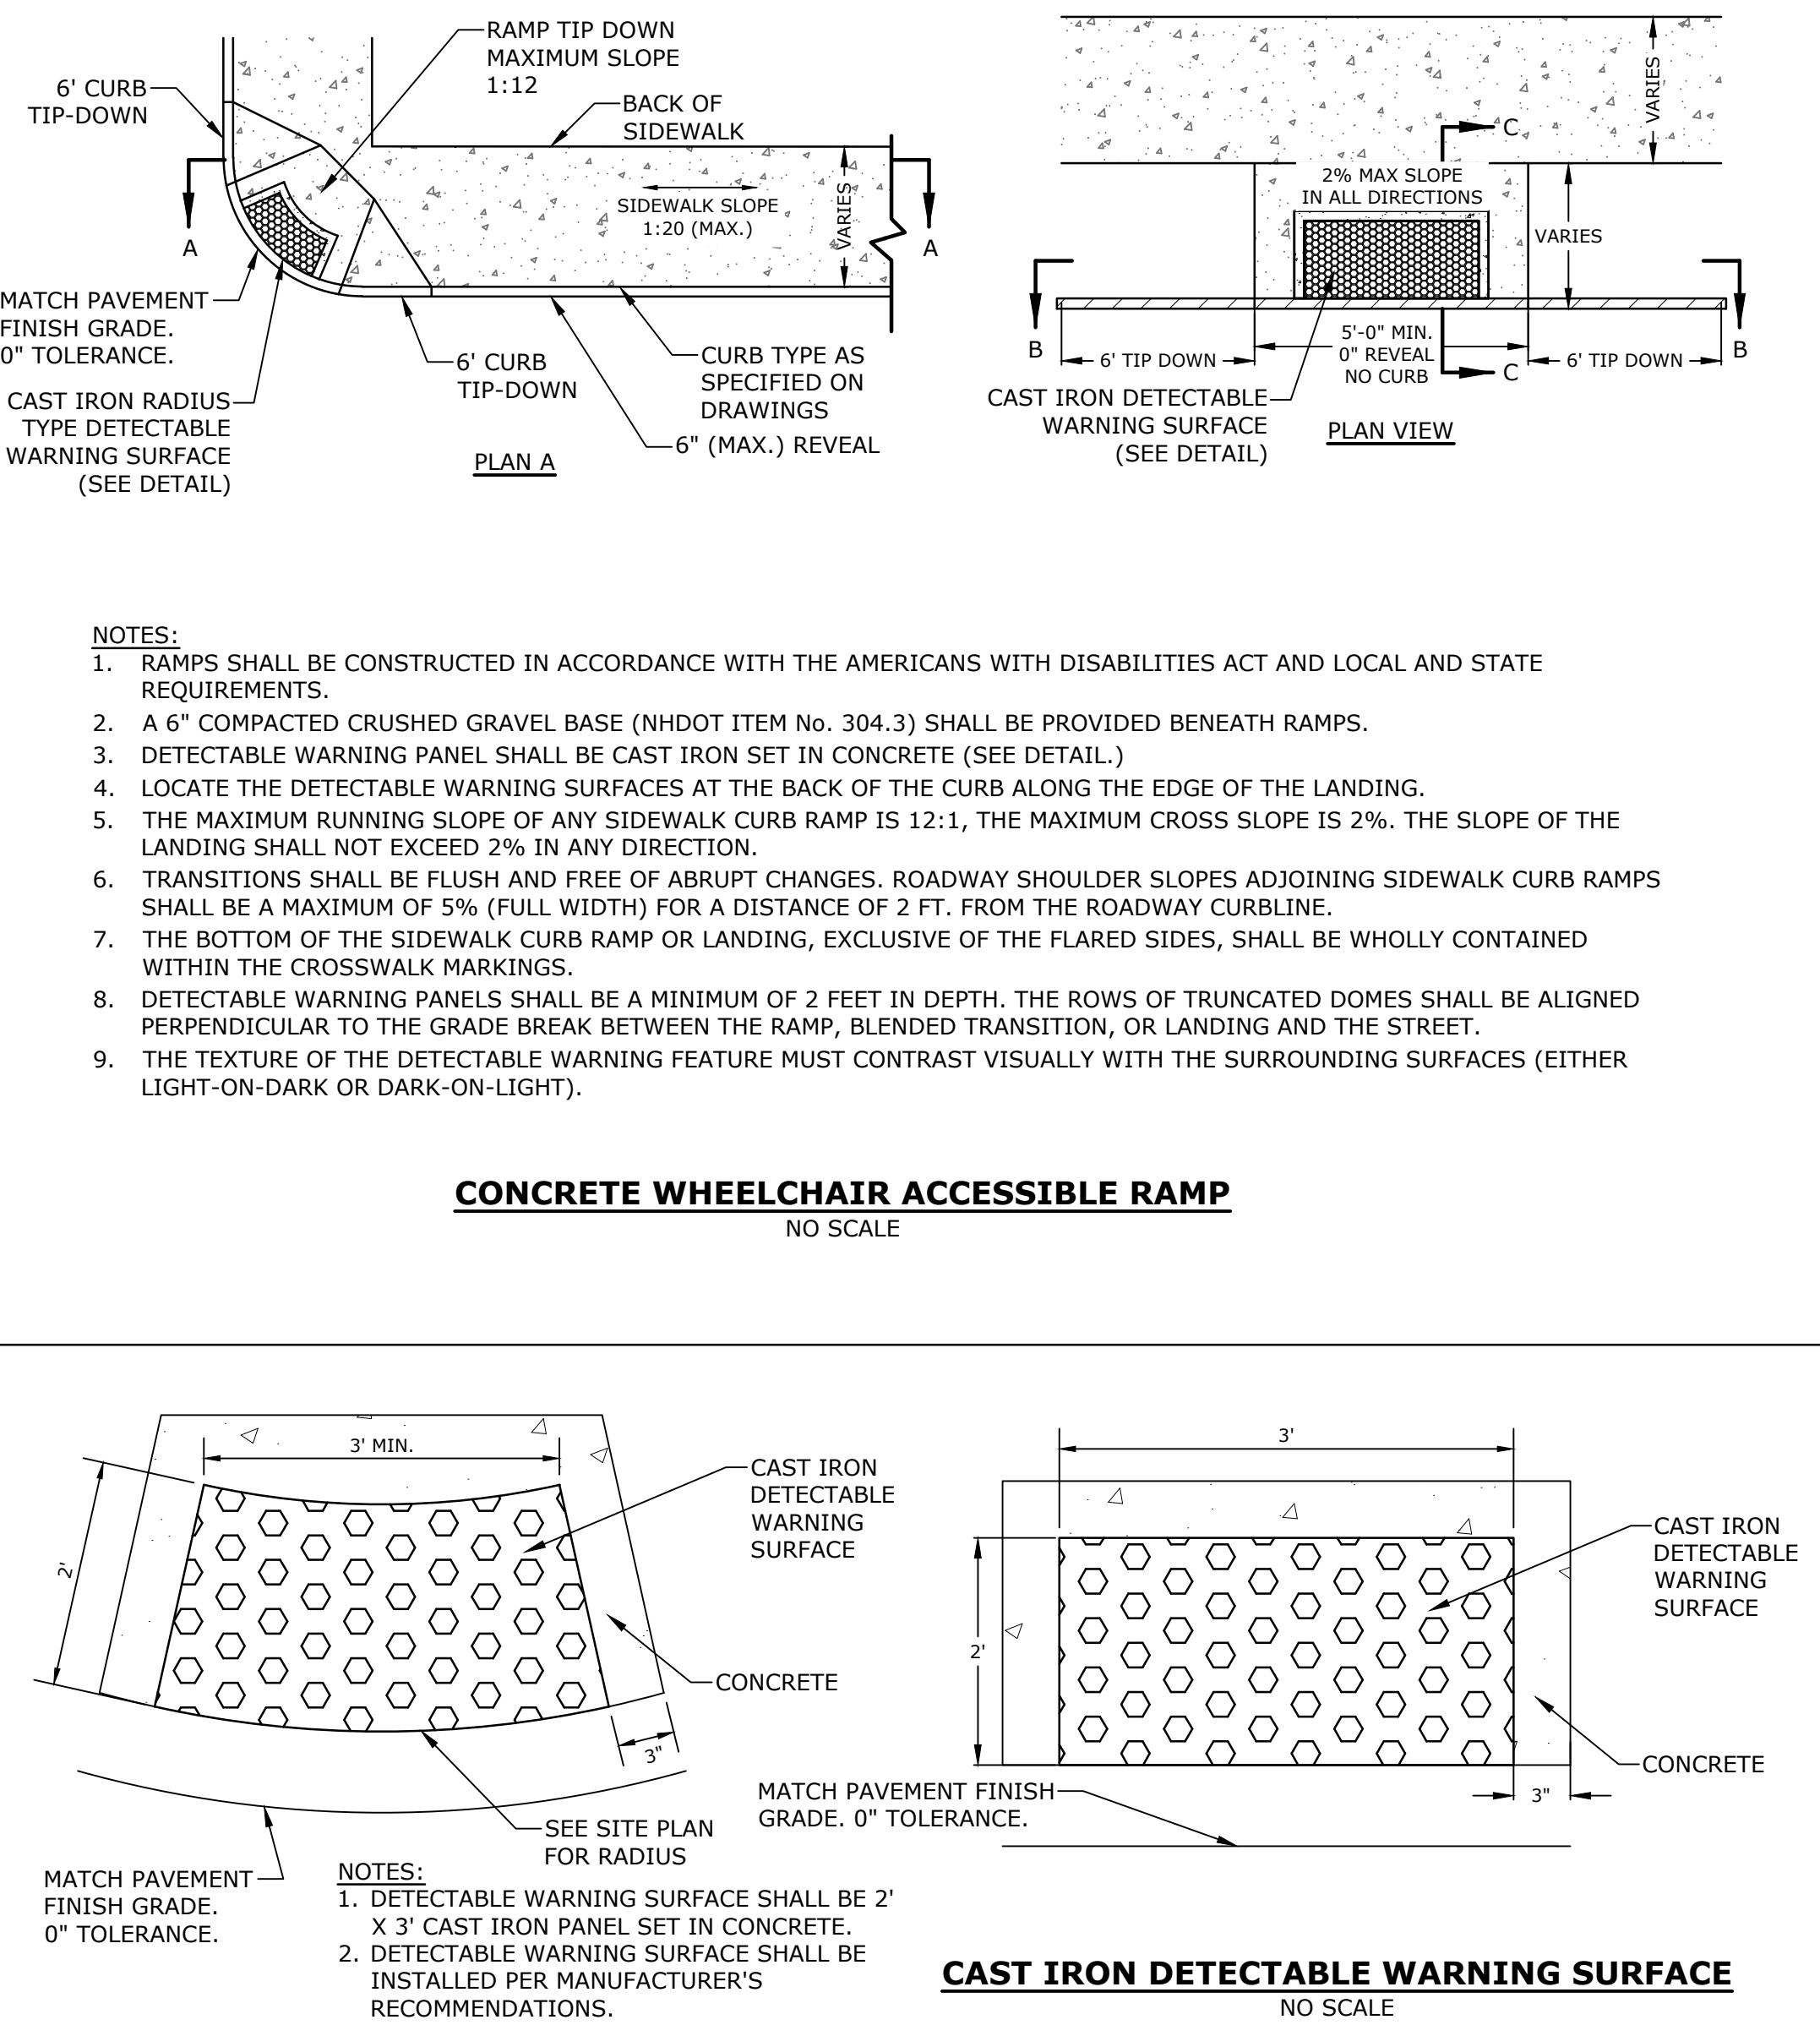 RAMP TIP DOWN
MAXIMUM SLOPE
1:12
6' CURB
TIP-DOWN
BACK OF
SIDEWALK
SIDEWALK SLOPE
1:20 (MAX.)
VARIES
A
A
MATCH PAVEMENT
FINISH GRADE.
0" TOLERANCE.
CAST IRON RADIUS
TYPE DETECTABLE
WARNING SURFACE
(SEE DETAIL)
6' CURB
TIP-DOWN
CURB TYPE AS
SPECIFIED ON
DRAWINGS
6" (MAX.) REVEAL
PLAN A
VARIES
C
2% MAX SLOPE
IN ALL DIRECTIONS
VARIES
B
B
6' TIP DOWN
5'-0" MIN.
0" REVEAL
NO CURB
6' TIP DOWN
C
CAST IRON DETECTABLE
WARNING SURFACE
(SEE DETAIL)
PLAN VIEW
NOTES:
1. RAMPS SHALL BE CONSTRUCTED IN ACCORDANCE WITH THE AMERICANS WITH DISABILITIES ACT AND LOCAL AND STATE
REQUIREMENTS.
2. A 6" COMPACTED CRUSHED GRAVEL BASE (NHDOT ITEM No. 304.3) SHALL BE PROVIDED BENEATH RAMPS.
3. DETECTABLE WARNING PANEL SHALL BE CAST IRON SET IN CONCRETE (SEE DETAIL.)
4. LOCATE THE DETECTABLE WARNING SURFACES AT THE BACK OF THE CURB ALONG THE EDGE OF THE LANDING.
5. THE MAXIMUM RUNNING SLOPE OF ANY SIDEWALK CURB RAMP IS 12:1, THE MAXIMUM CROSS SLOPE IS 2%. THE SLOPE OF THE
LANDING SHALL NOT EXCEED 2% IN ANY DIRECTION.
6. TRANSITIONS SHALL BE FLUSH AND FREE OF ABRUPT CHANGES. ROADWAY SHOULDER SLOPES ADJOINING SIDEWALK CURB RAMPS
SHALL BE A MAXIMUM OF 5% (FULL WIDTH) FOR A DISTANCE OF 2 FT. FROM THE ROADWAY CURBLINE.
7. THE BOTTOM OF THE SIDEWALK CURB RAMP OR LANDING, EXCLUSIVE OF THE FLARED SIDES, SHALL BE WHOLLY CONTAINED
WITHIN THE CROSSWALK MARKINGS.
8. DETECTABLE WARNING PANELS SHALL BE A MINIMUM OF 2 FEET IN DEPTH. THE ROWS OF TRUNCATED DOMES SHALL BE ALIGNED
PERPENDICULAR TO THE GRADE BREAK BETWEEN THE RAMP, BLENDED TRANSITION, OR LANDING AND THE STREET.
9. THE TEXTURE OF THE DETECTABLE WARNING FEATURE MUST CONTRAST VISUALLY WITH THE SURROUNDING SURFACES (EITHER
LIGHT-ON-DARK OR DARK-ON-LIGHT).
CONCRETE WHEELCHAIR ACCESSIBLE RAMP
NO SCALE
3' MIN.
2'
CAST IRON
DETECTABLE
WARNING
SURFACE
CONCRETE
3"
SEE SITE PLAN
FOR RADIUS
MATCH PAVEMENT
FINISH GRADE.
0" TOLERANCE.
NOTES:
1. DETECTABLE WARNING SURFACE SHALL BE 2'
X 3' CAST IRON PANEL SET IN CONCRETE.
2. DETECTABLE WARNING SURFACE SHALL BE
INSTALLED PER MANUFACTURER'S
RECOMMENDATIONS.
3'
2'
CAST IRON
DETECTABLE
WARNING
SURFACE
CONCRETE
3"
MATCH PAVEMENT FINISH
GRADE. 0" TOLERANCE.
CAST IRON DETECTABLE WARNING SURFACE
NO SCALE